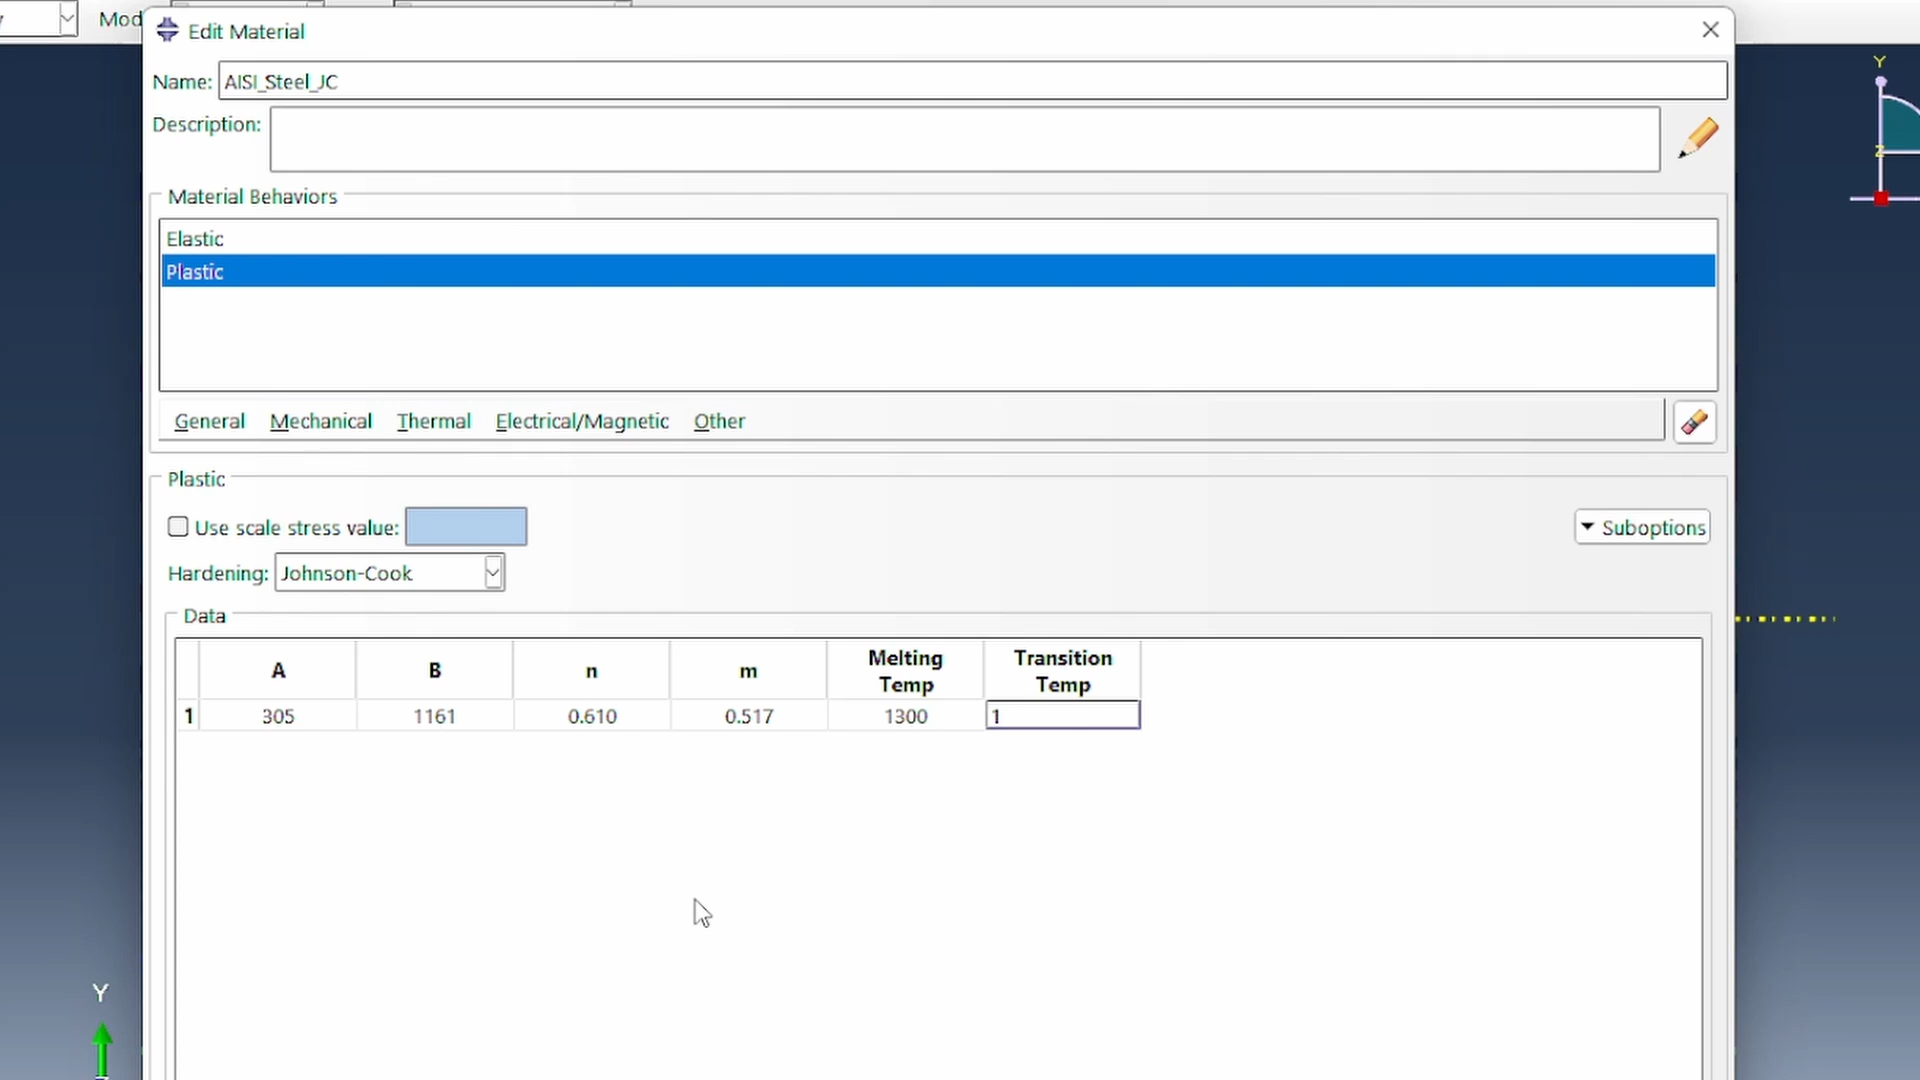 Mod
Edit Material
Name: AISI_Steel_JC
Description:
Material Behaviors
Elastic
Plastic
General Mechanical Thermal Electrical/Magnetic Other
Plastic
Use scale stress value:
Suboptions
Hardening: Johnson-Cook
Data
A B n m Melting Temp Transition Temp
1 305 1161 0.610 0.517 1300 1
Y
Z
Y